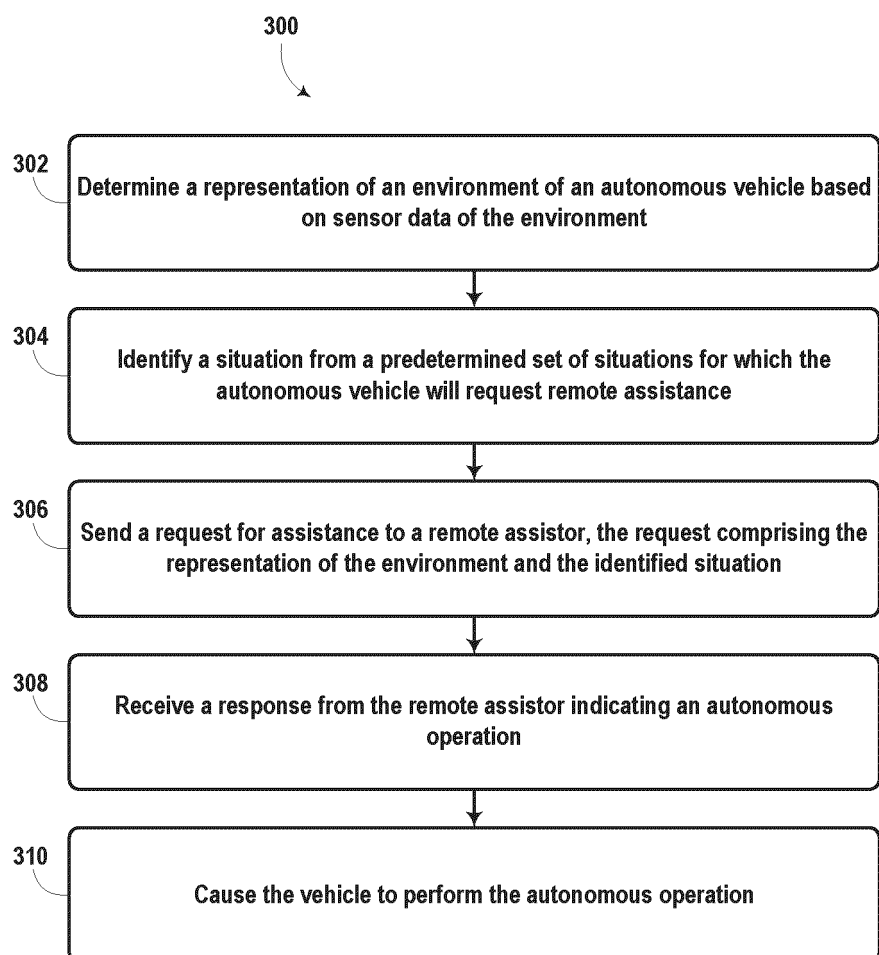 300
302
Determine a representation of an environment of an autonomous vehicle based
on sensor data of the environment
304
Identify a situation from a predetermined set of situations for which the
autonomous vehicle will request remote assistance
306
Send a request for assistance to a remote assistor, the request comprising the
representation of the environment and the identified situation
308
Receive a response from the remote assistor indicating an autonomous
operation
310
Cause the vehicle to perform the autonomous operation